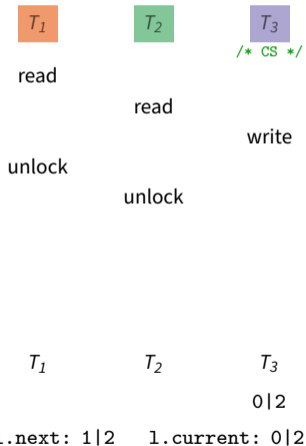 T1 T2 T3
/* CS */
read
read
write
unlock
unlock
T1 T2 T3
0|2
l.next: 1|2 l.current: 0|2